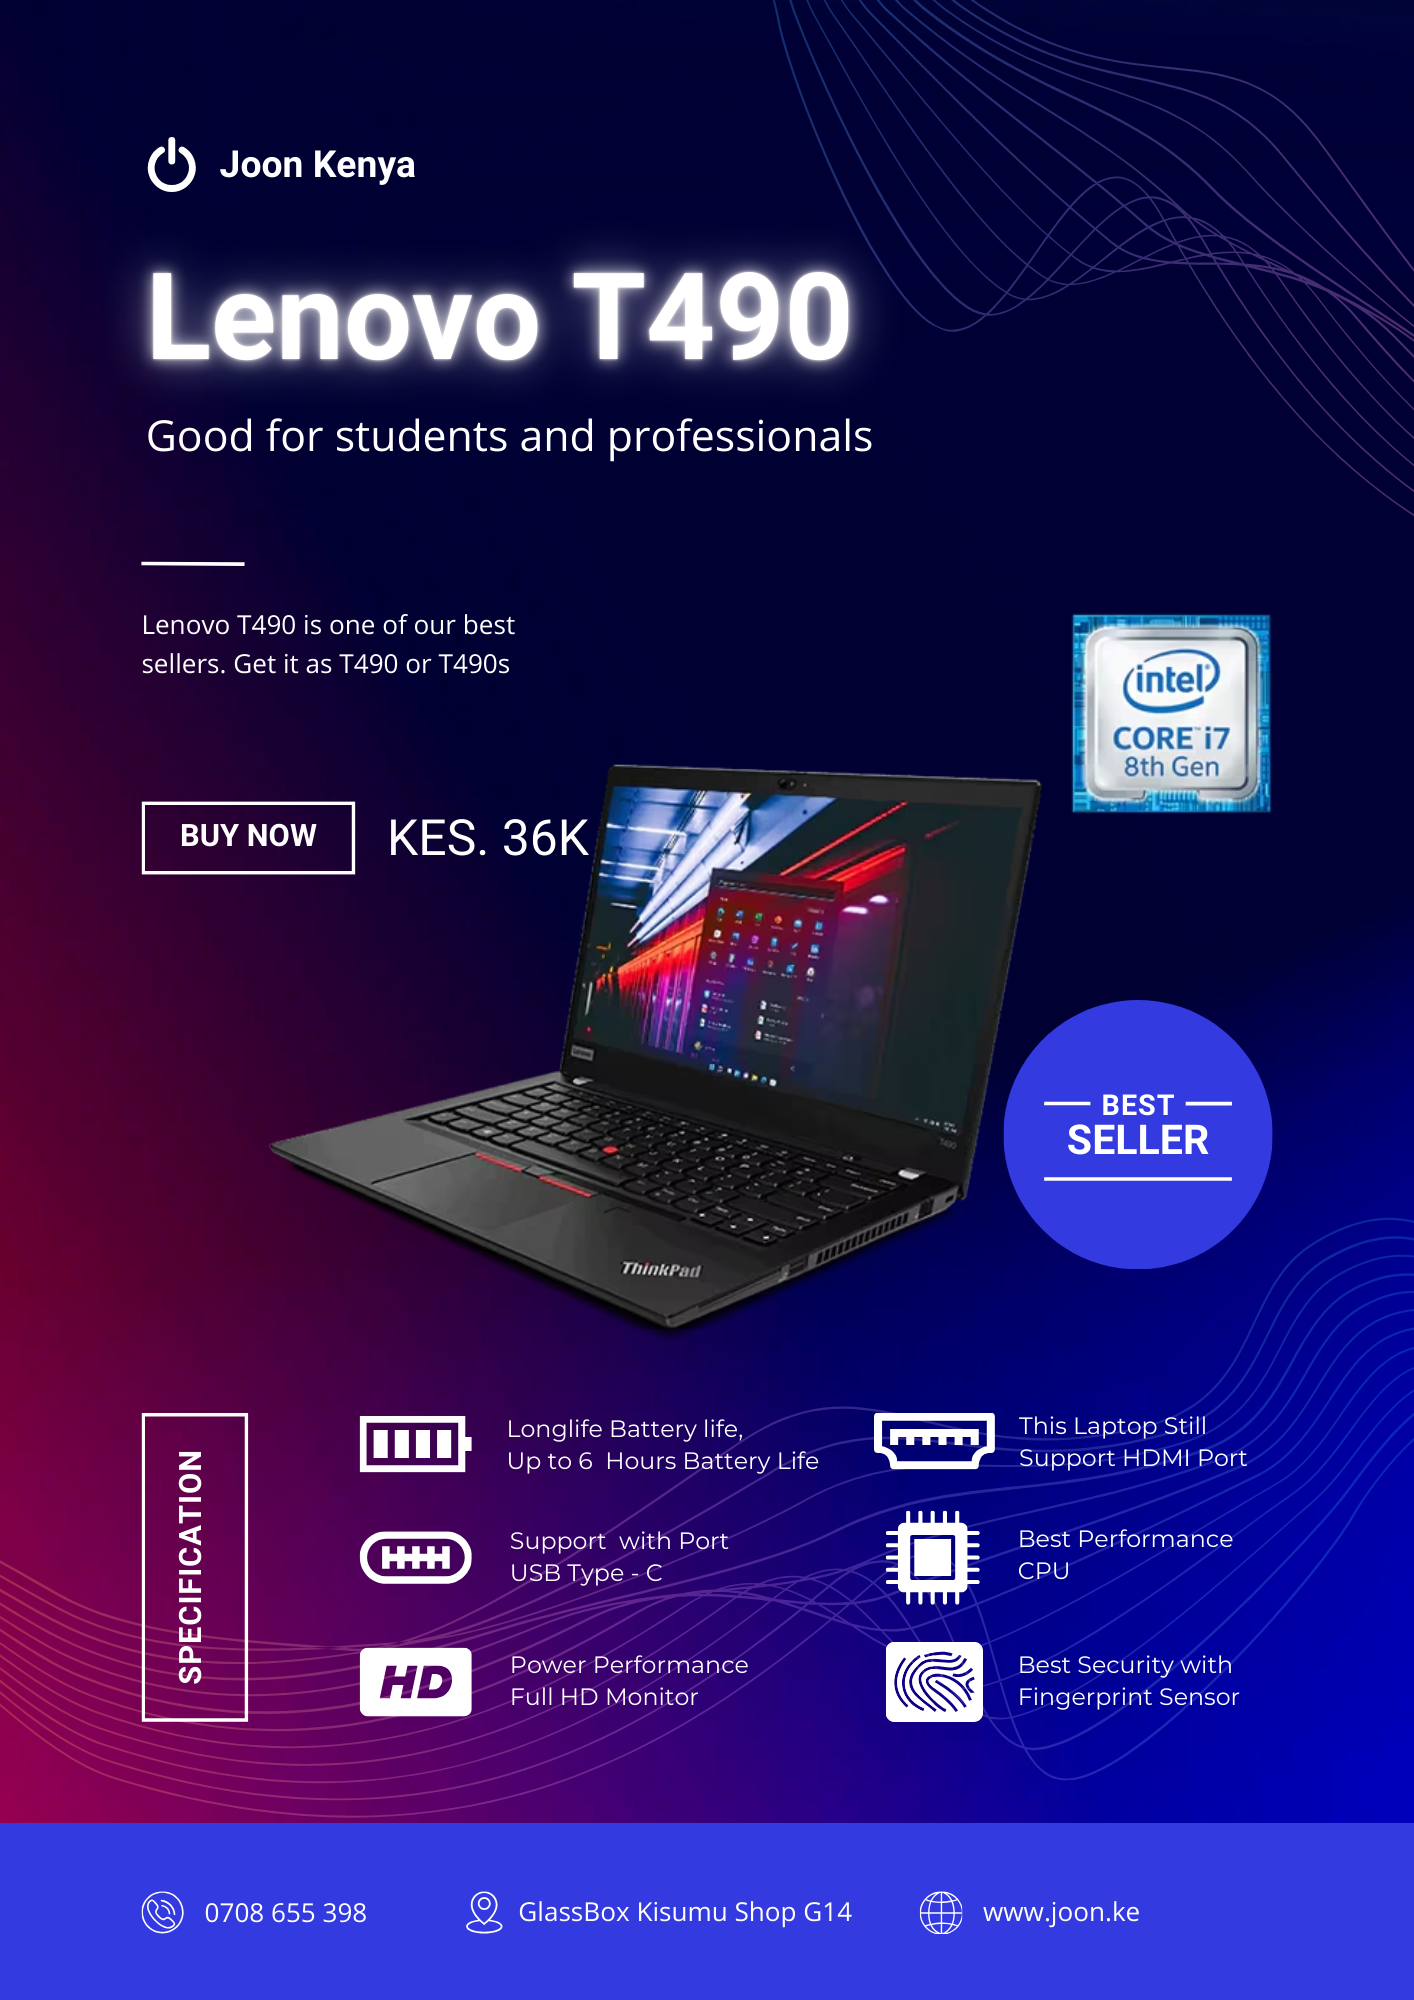 Joon Kenya
Lenovo T490
Good for students and professionals
Lenovo T490 is one of our best
sellers. Get it as T490 or T490s
intel
CORE™ i7
8th Gen
BUY NOW
KES. 36K
Lenovo
T490
ThinkPad
BEST
SELLER
SPECIFICATION
Longlife Battery life,
Up to 6  Hours Battery Life
This Laptop Still
Support HDMI Port
Support  with Port
USB Type - C
Best Performance
CPU
HD
Power Performance
Full HD Monitor
Best Security with
Fingerprint Sensor
0708 655 398
GlassBox Kisumu Shop G14
www.joon.ke